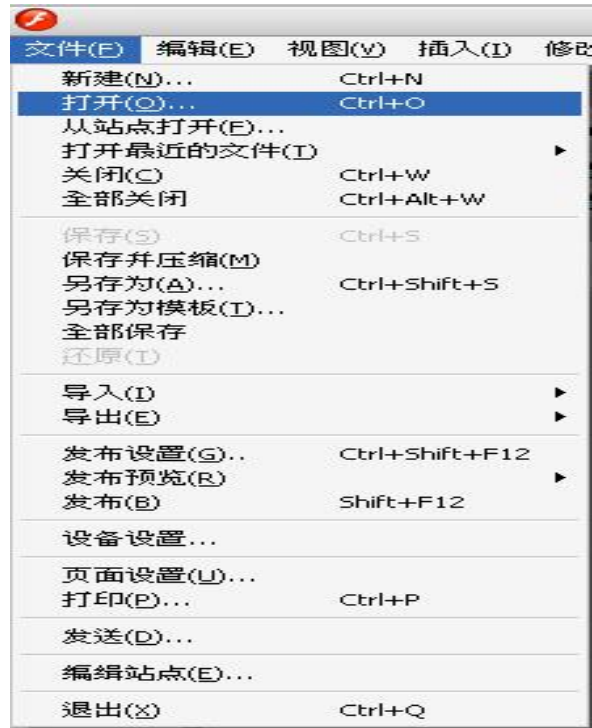 文件(F) 编辑(E) 视图(V) 插入(I) 修改
新建(N)... Ctrl+N
打开(O)... Ctrl+O
从站点打开(F)...
打开最近的文件(T)
关闭(C) Ctrl+W
全部关闭 Ctrl+Alt+W
保存(S) Ctrl+S
保存并压缩(M)
另存为(A)... Ctrl+Shift+S
另存为模板(T)...
全部保存
还原(T)
导入(I)
导出(E)
发布设置(G).. Ctrl+Shift+F12
发布预览(R)
发布(B) Shift+F12
设备设置...
页面设置(U)...
打印(P)... Ctrl+P
发送(D)...
编缉站点(E)...
退出(X) Ctrl+Q